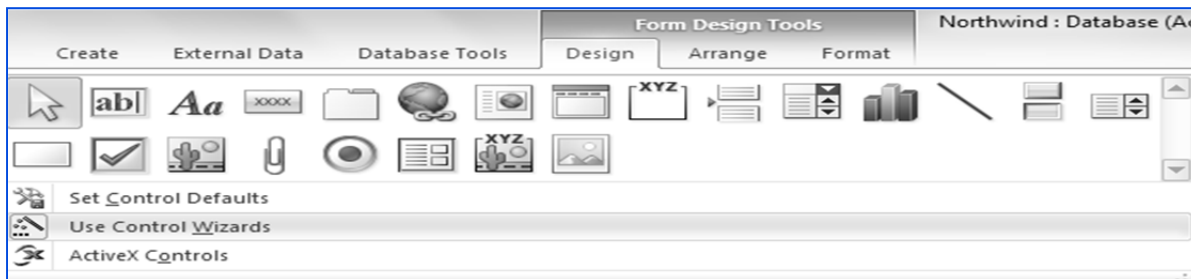 Form Design Tools Northwind : Database (A
Create External Data Database Tools Design Arrange Format
ab Aa XXXX XYZ
XYZ
Set Control Defaults
Use Control Wizards
ActiveX Controls